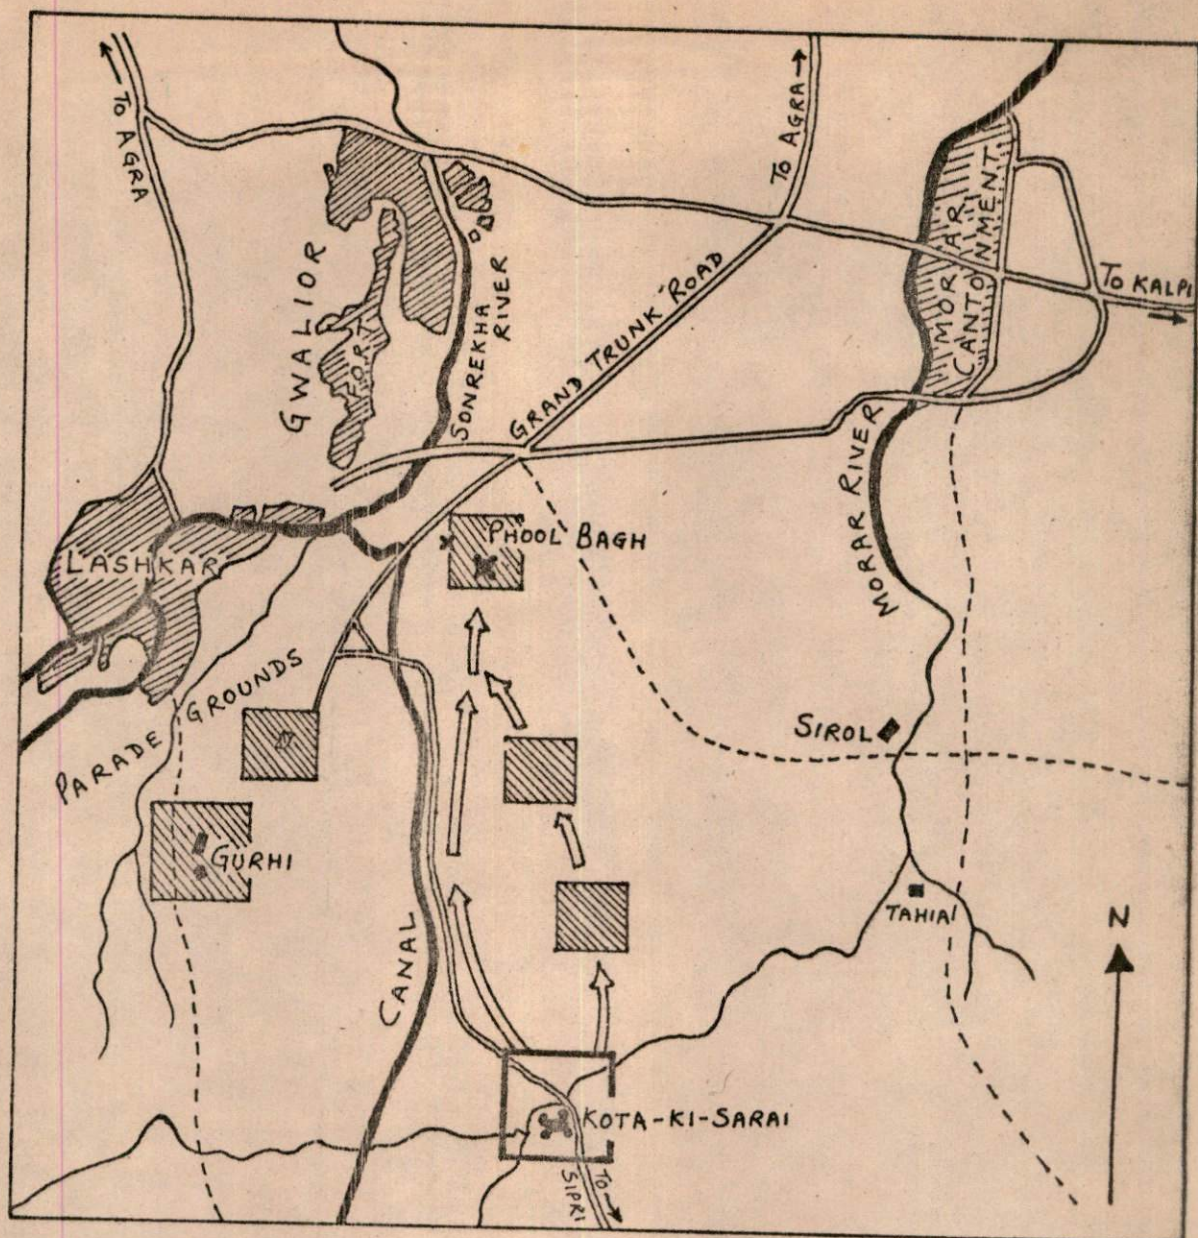 TO AGRA
TO AGRA
MORAR
CANTONMENT
TO KALPI
GWALIOR
FORT
SONREKHA
RIVER
GRAND TRUNK ROAD
MORAR RIVER
PHOOL BAGH
LASHKAR
PARADE GROUNDS
SIROL
GURHI
TAHIA
N
CANAL
KOTA-KI-SARAI
TO
SIPRI